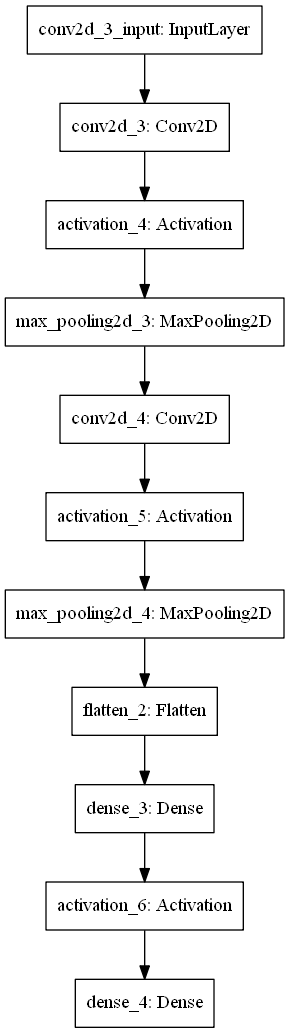 conv2d_3_input: InputLayer
conv2d_3: Conv2D
activation_4: Activation
max_pooling2d_3: MaxPooling2D
conv2d_4: Conv2D
activation_5: Activation
max_pooling2d_4: MaxPooling2D
flatten_2: Flatten
dense_3: Dense
activation_6: Activation
dense_4: Dense